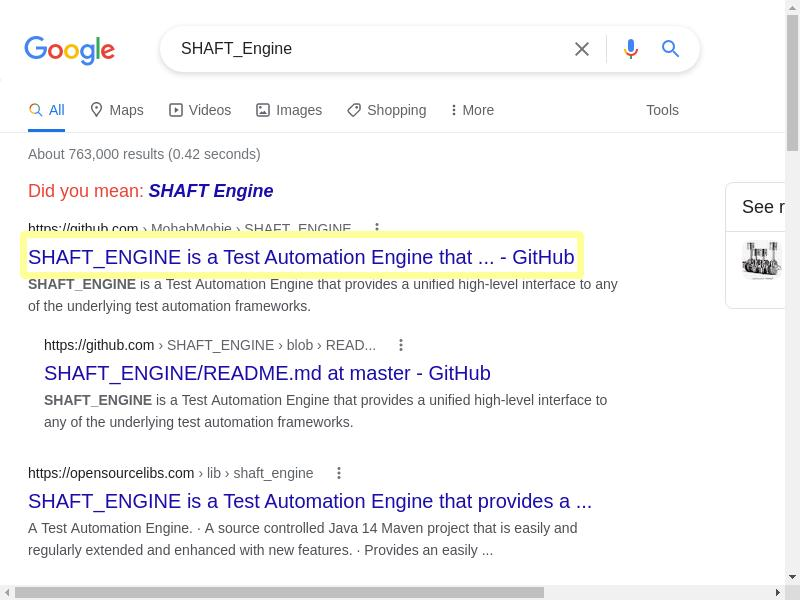 Google
SHAFT_Engine
All Maps Videos Images Shopping More Tools
About 763,000 results (0.42 seconds)
Did you mean: SHAFT Engine
See r
https://github.com › MohabMohie › SHAFT_ENGINE
SHAFT_ENGINE is a Test Automation Engine that ... - GitHub
SHAFT_ENGINE is a Test Automation Engine that provides a unified high-level interface to any
of the underlying test automation frameworks.
https://github.com › SHAFT_ENGINE › blob › READ...
SHAFT_ENGINE/README.md at master - GitHub
SHAFT_ENGINE is a Test Automation Engine that provides a unified high-level interface to
any of the underlying test automation frameworks.
https://opensourcelibs.com › lib › shaft_engine
SHAFT_ENGINE is a Test Automation Engine that provides a ...
A Test Automation Engine. · A source controlled Java 14 Maven project that is easily and
regularly extended and enhanced with new features. · Provides an easily ...